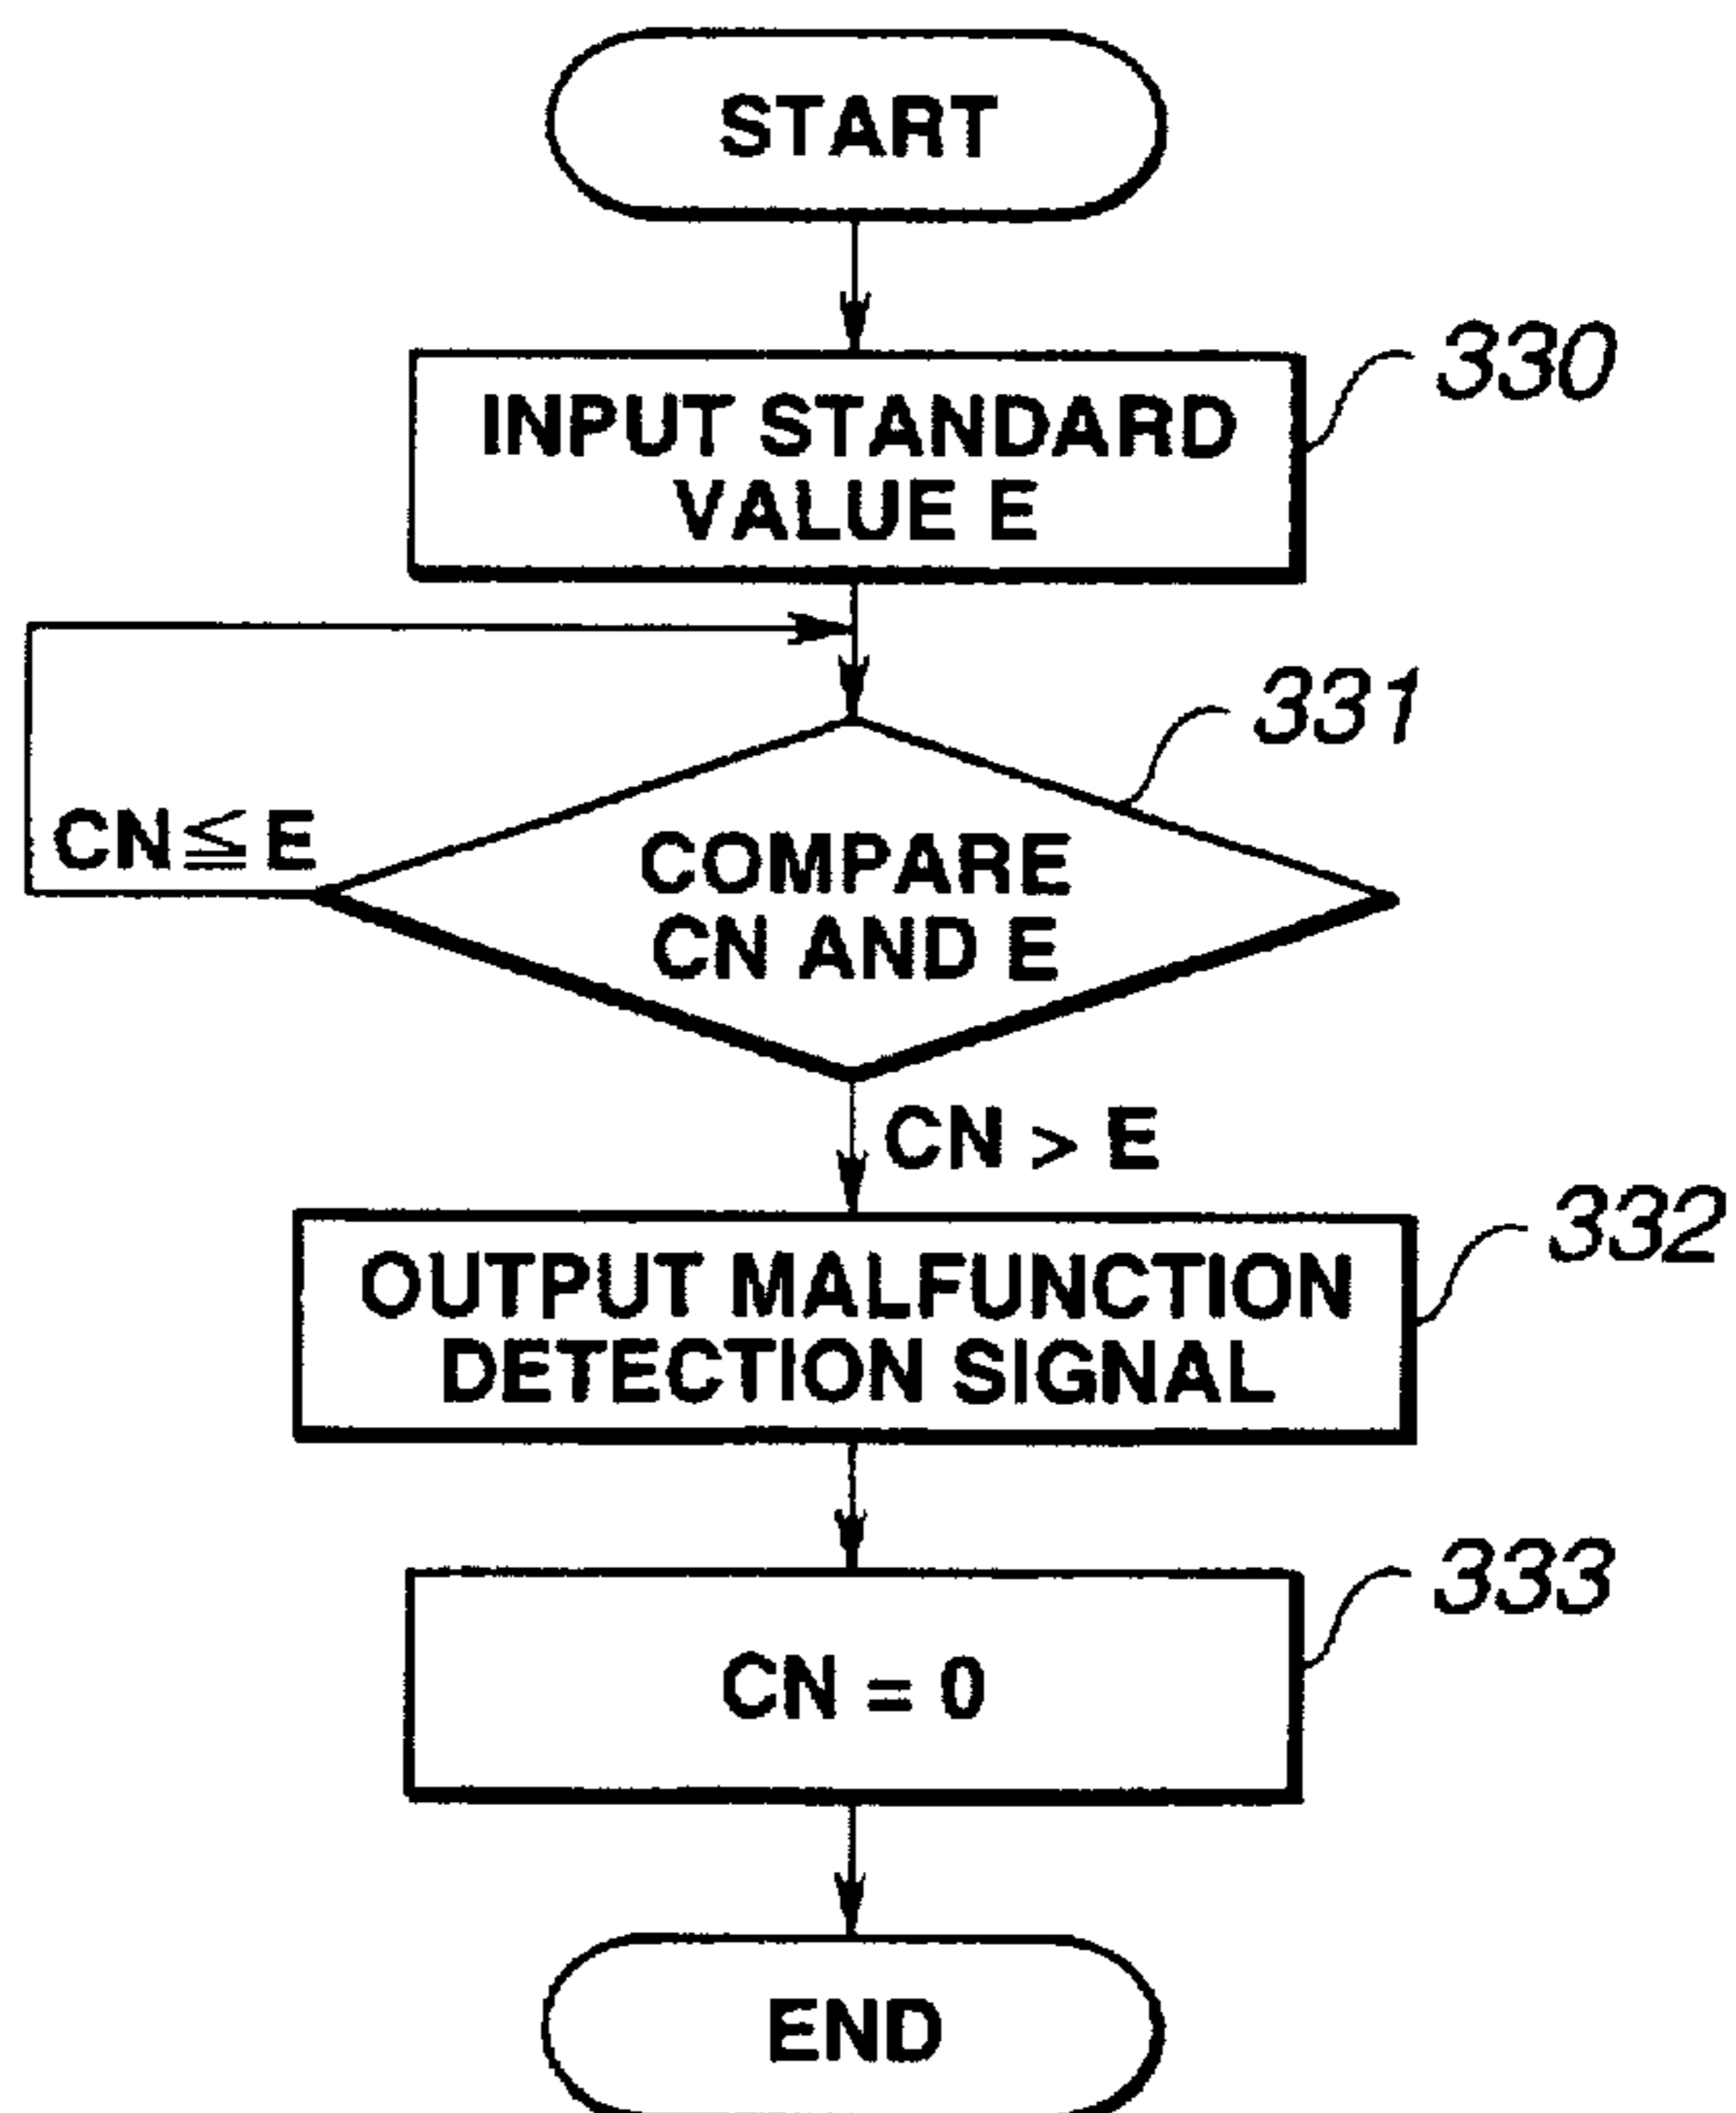 START
330
INPUT STANDARD
VALUE E
331
CN≦E
COMPARE
CN AND E
CN > E
332
OUTPUT MALFUNCTION
DETECTION SIGNAL
333
CN = 0
END